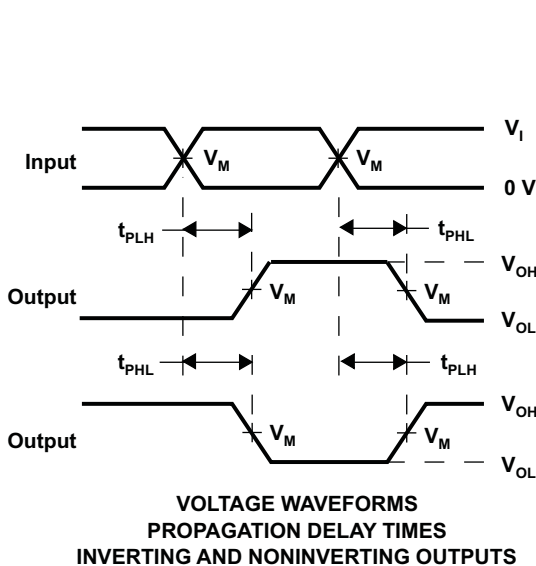 V_I
Input V_M V_M
0 V
t_PLH t_PHL
V_OH
Output V_M V_M
V_OL
t_PHL t_PLH
V_OH
Output V_M V_M
V_OL
VOLTAGE WAVEFORMS
PROPAGATION DELAY TIMES
INVERTING AND NONINVERTING OUTPUTS